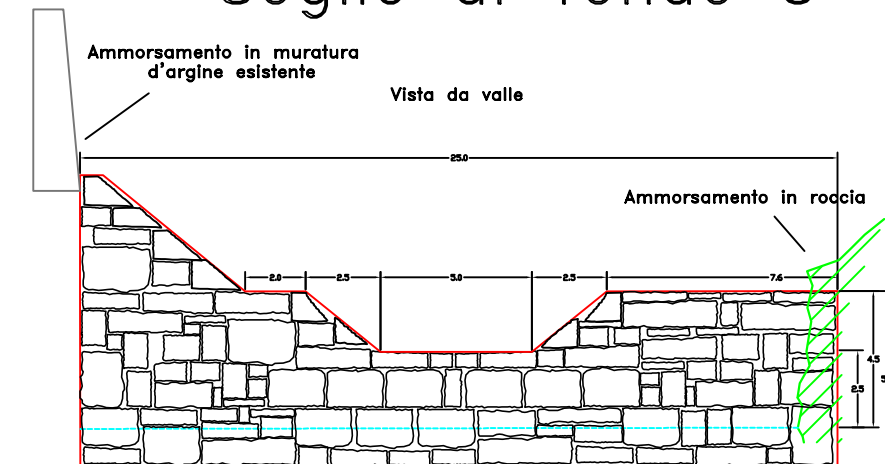 Ammorsamento in muratura
d'argine esistente
Vista da valle
25.0
Ammorsamento in roccia
2.0 2.5 5.0 2.5 7.6
4.5
2.5